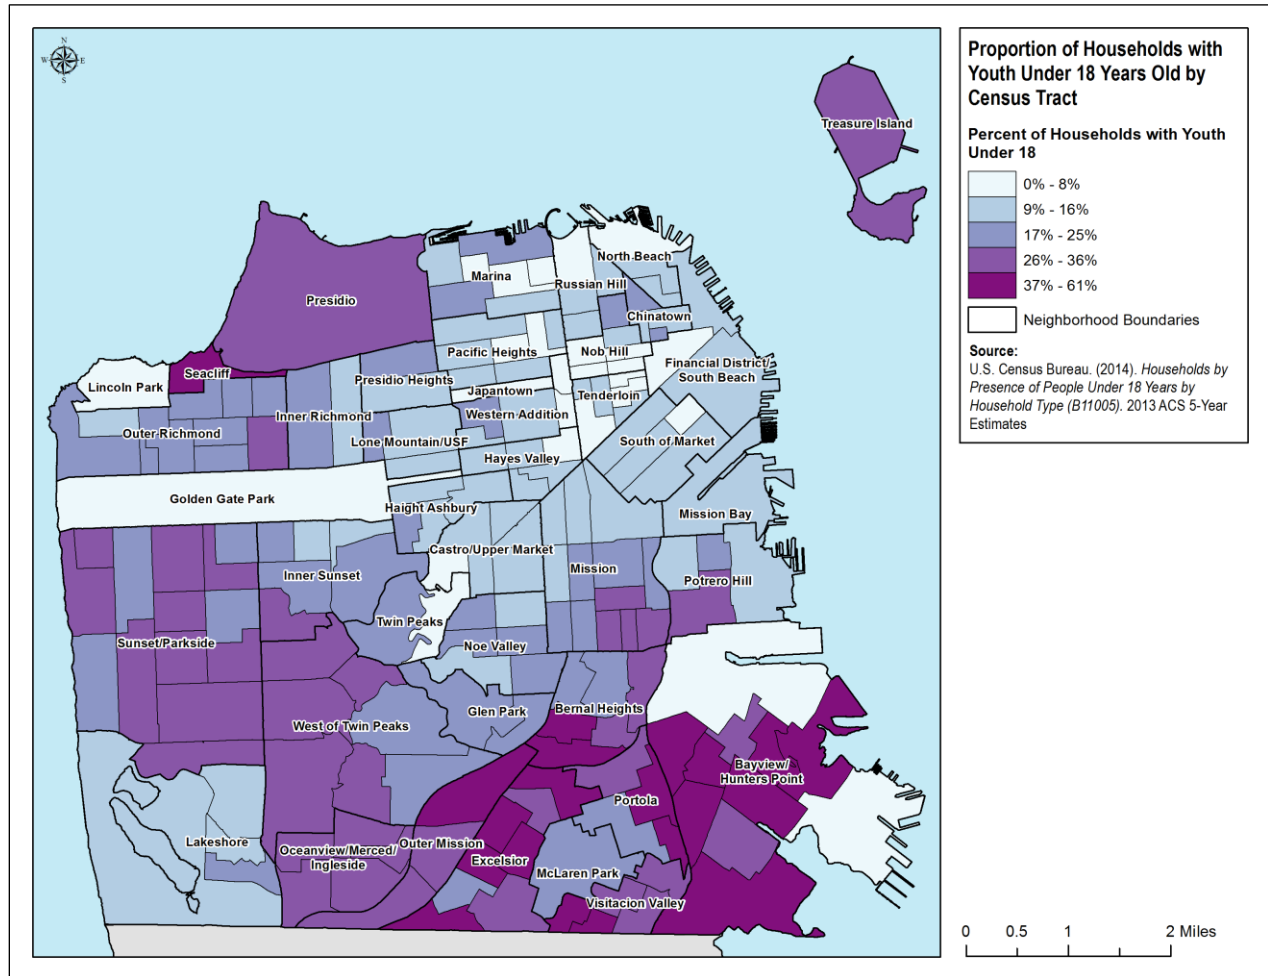 N
W E
S
Treasure Island
North Beach
Marina
Russian Hill
Presidio
Chinatown
Pacific Heights
Nob Hill
Financial District/
South Beach
Seacliff
Presidio Heights
Lincoln Park
Japantown
Tenderloin
Inner Richmond
Western Addition
Outer Richmond
Lone Mountain/USF
South of Market
Hayes Valley
Golden Gate Park
Haight Ashbury
Mission Bay
Castro/Upper Market
Inner Sunset
Mission
Potrero Hill
Twin Peaks
Sunset/Parkside
Noe Valley
Glen Park
Bernal Heights
West of Twin Peaks
Bayview/
Hunters Point
Portola
Lakeshore
Oceanview/Merced/
Ingleside
Outer Mission
Excelsior
McLaren Park
Visitacion Valley
Proportion of Households with
Youth Under 18 Years Old by
Census Tract
Percent of Households with Youth
Under 18
0% - 8%
9% - 16%
17% - 25%
26% - 36%
37% - 61%
Neighborhood Boundaries
Source:
U.S. Census Bureau. (2014). Households by
Presence of People Under 18 Years by
Household Type (B11005). 2013 ACS 5-Year
Estimates
0 0.5 1 2 Miles